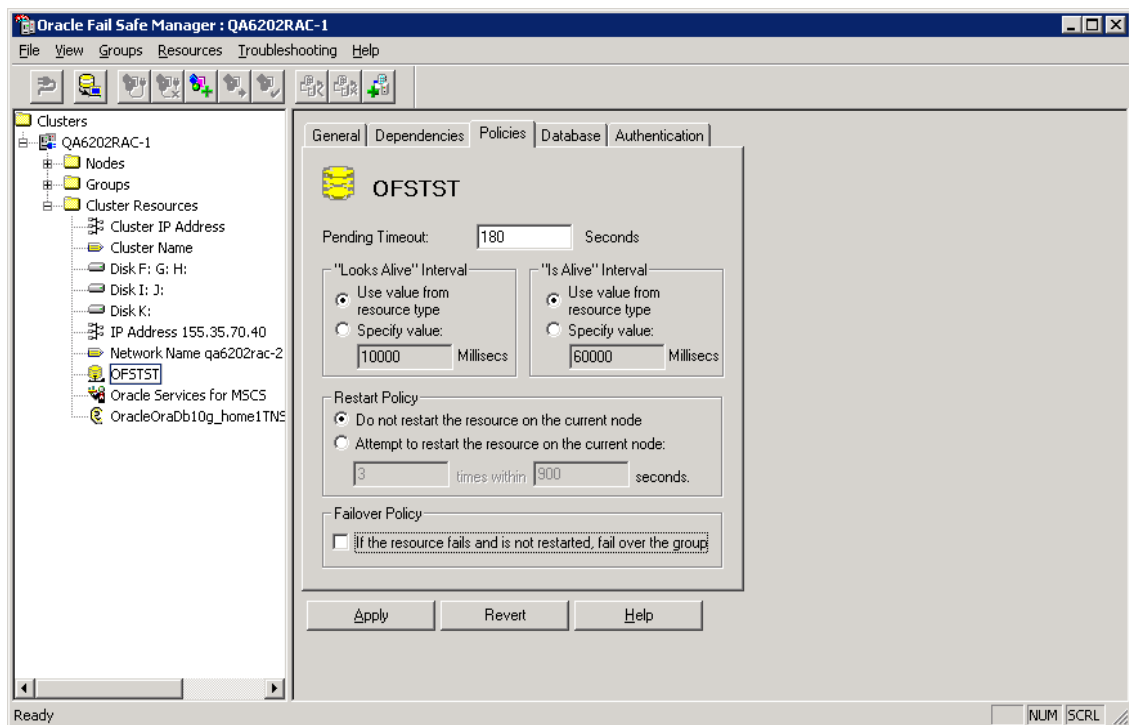 Oracle Fail Safe Manager : QA6202RAC-1
File View Groups Resources Troubleshooting Help
Clusters
QA6202RAC-1
Nodes
Groups
Cluster Resources
Cluster IP Address
Cluster Name
Disk F: G: H:
Disk I: J:
Disk K:
IP Address 155.35.70.40
Network Name qa6202rac-2
OFSTST
Oracle Services for MSCS
OracleOraDb10g_home1TNS
General Dependencies Policies Database Authentication
OFSTST
Pending Timeout: 180 Seconds
"Looks Alive" Interval
Use value from
resource type
Specify value:
10000 Millisecs
"Is Alive" Interval
Use value from
resource type
Specify value:
60000 Millisecs
Restart Policy
Do not restart the resource on the current node
Attempt to restart the resource on the current node:
3 times within 900 seconds.
Failover Policy
If the resource fails and is not restarted, fail over the group
Apply Revert Help
Ready NUM SCRL